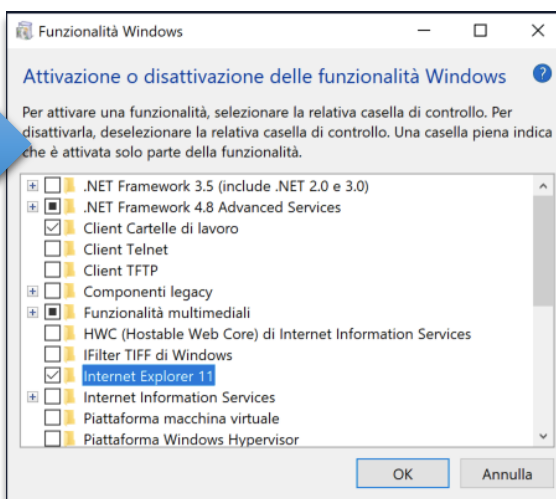 Funzionalità Windows
Attivazione o disattivazione delle funzionalità Windows
Per attivare una funzionalità, selezionare la relativa casella di controllo. Per
disattivarla, deselezionare la relativa casella di controllo. Una casella piena indica
che è attivata solo parte della funzionalità.
.NET Framework 3.5 (include .NET 2.0 e 3.0)
.NET Framework 4.8 Advanced Services
Client Cartelle di lavoro
Client Telnet
Client TFTP
Componenti legacy
Funzionalità multimediali
HWC (Hostable Web Core) di Internet Information Services
IFilter TIFF di Windows
Internet Explorer 11
Internet Information Services
Piattaforma macchina virtuale
Piattaforma Windows Hypervisor
OK Annulla